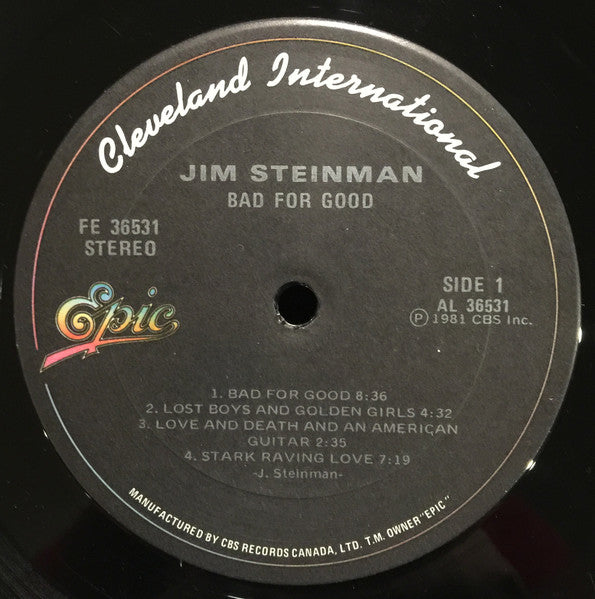 Cleveland International
JIM STEINMAN
BAD FOR GOOD
FE 36531
STEREO
SIDE 1
AL 36531
Ⓟ 1981 CBS Inc.
Epic
1. BAD FOR GOOD 8:36
2. LOST BOYS AND GOLDEN GIRLS 4:32
3. LOVE AND DEATH AND AN AMERICAN
GUITAR 2:35
4. STARK RAVING LOVE 7:19
-J. Steinman-
MANUFACTURED BY CBS RECORDS CANADA, LTD. T.M. OWNER "EPIC"